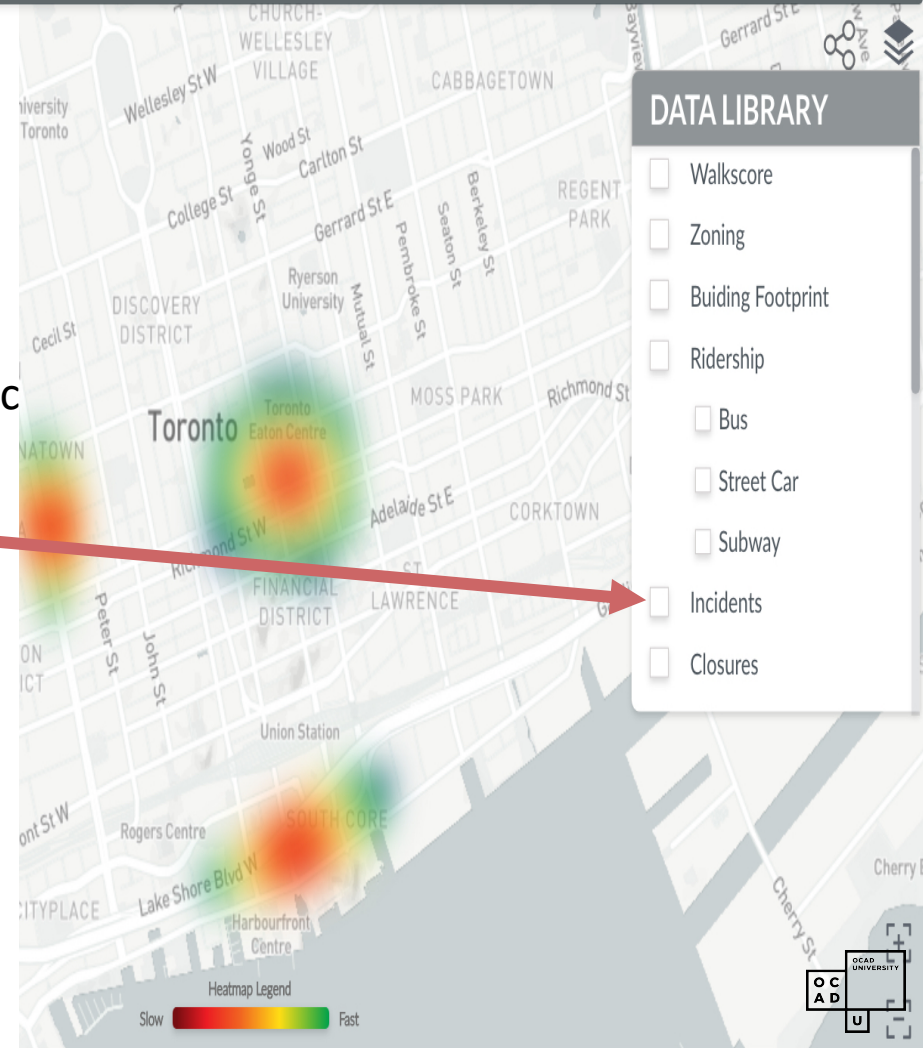 CHURCH-
WELLESLEY
VILLAGE
Gerrard St E
Bayview
Wellesley St W
CABBAGETOWN
Toronto
Wood St
Carlton St
Yonge St
College St
Gerrard St E
Berkeley St
Seaton St
Pembroke St
REGENT
PARK
Ryerson
University
Mutual St
DISCOVERY
DISTRICT
Cecil St
MOSS PARK
Richmond St
c
Toronto
Toronto
Eaton Centre
NATOWN
Adelaide St E
CORKTOWN
Richmond St W
FINANCIAL
DISTRICT
ST.
LAWRENCE
Peter St
John St
ON
ICT
Union Station
SOUTH CORE
Rogers Centre
ont St W
Lake Shore Blvd W
CITYPLACE
Harbourfront
Centre
Cherry St
Cherry
Heatmap Legend
Slow
Fast
DATA LIBRARY
Walkscore
Zoning
Buiding Footprint
Ridership
Bus
Street Car
Subway
Incidents
Closures
OCAD
UNIVERSITY
OC
AD
U